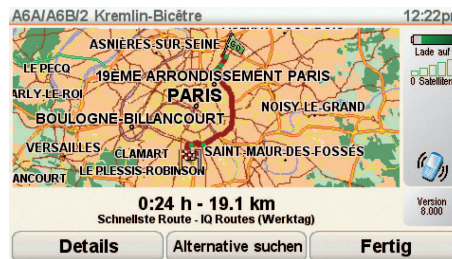 A6A/A6B/2 Kremlin-Bicêtre 12:22pm
ASNIÈRES-SUR-SEINE
LE PECQ
19ÈME ARRONDISSEMENT PARIS
ARLY-LE-ROI
PARIS
NOISY-LE-GRAND
BOULOGNE-BILLANCOURT
VERSAILLES
CLAMART
SAINT-MAUR-DES-FOSSÉS
ANCOURT
LE PLESSIS-ROBINSON
Lade auf
0 Satelliten
0:24 h - 19.1 km
Schnellste Route - IQ Routes (Werktag)
Version
8.000
Details
Alternative suchen
Fertig